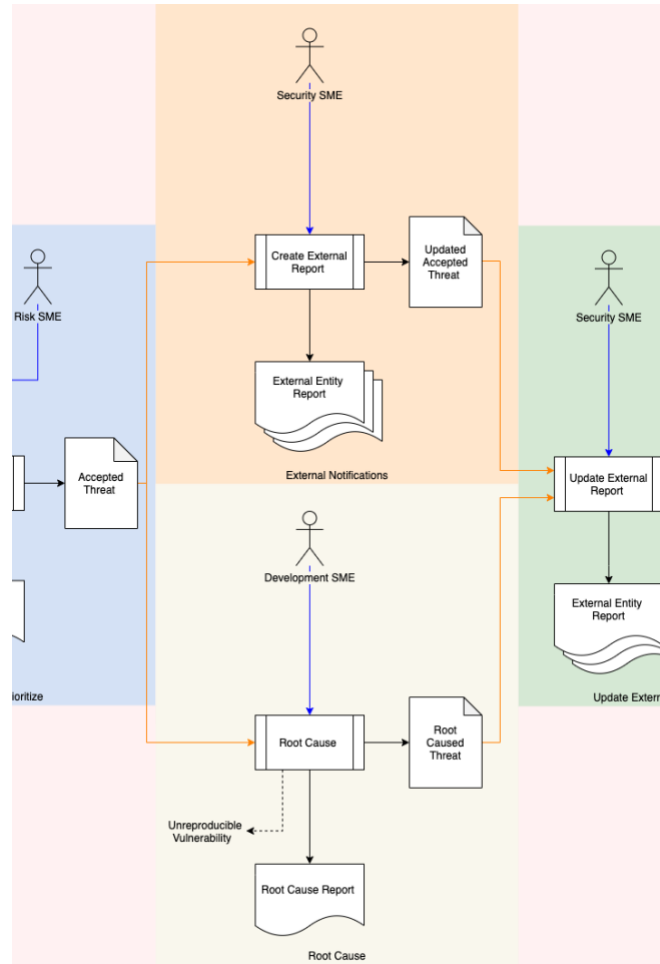 Security SME
Create External
Report
Updated
Accepted
Threat
Risk SME
Security SME
External Entity
Report
Accepted
Threat
External Notifications
Update External
Report
Development SME
External Entity
Report
oritize
Update Extern
Root Cause
Root
Caused
Threat
Unreproducible
Vulnerability
Root Cause Report
Root Cause